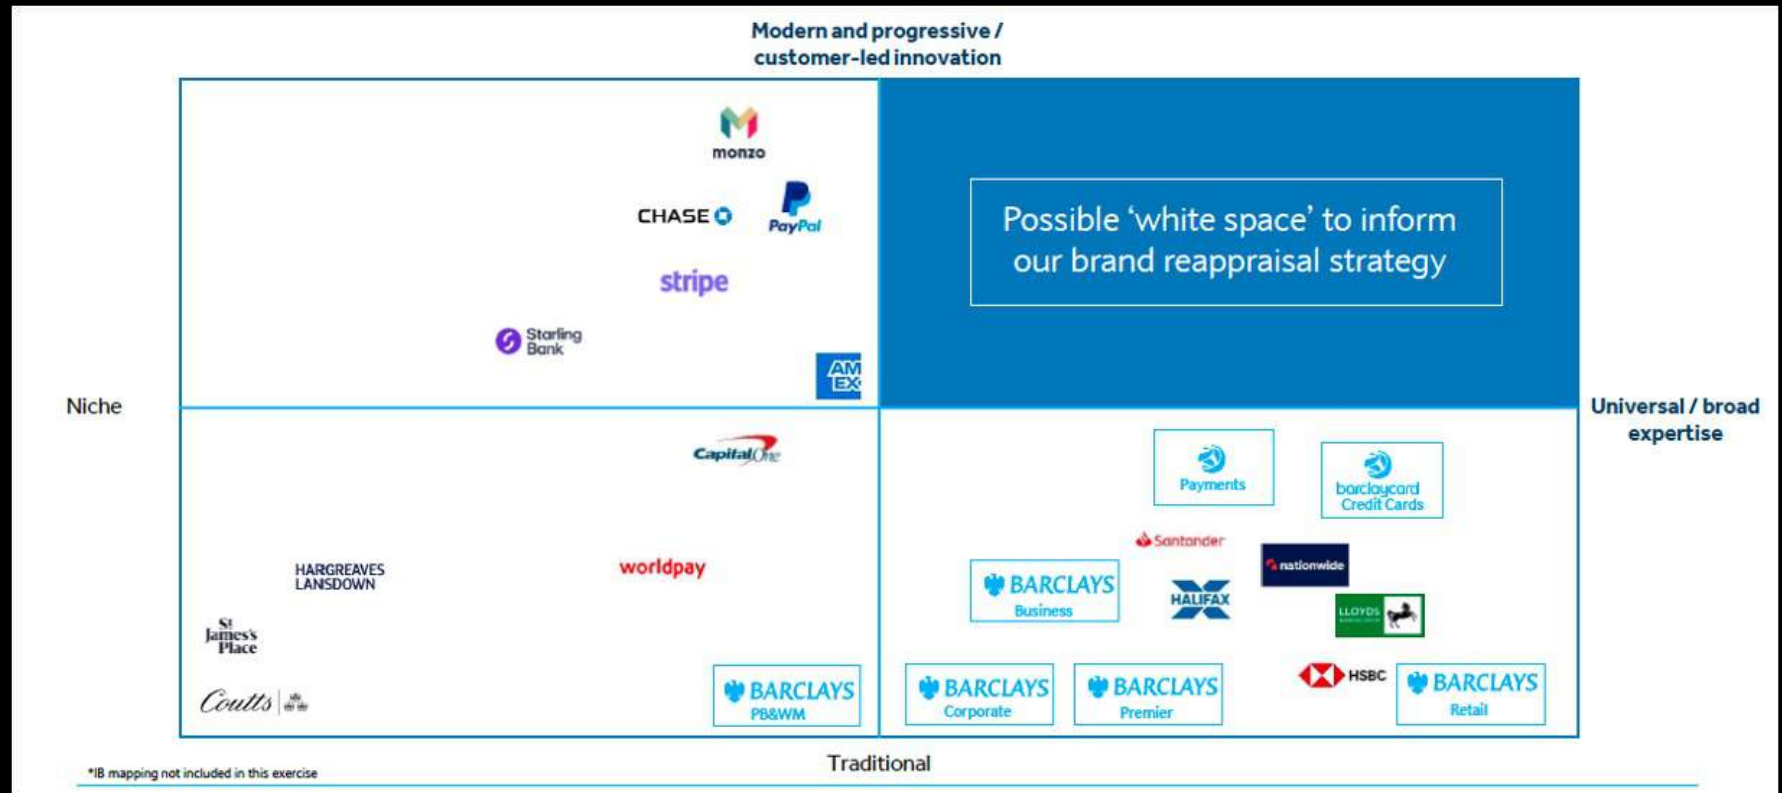 Modern and progressive /
customer-led innovation
monzo
CHASE
PayPal
Possible ‘white space’ to inform
our brand reappraisal strategy
stripe
Starling
Bank
AM
EX
Niche
Universal / broad
expertise
CapitalOne
Payments
barclaycard
Credit Cards
Santander
nationwide
HARGREAVES
LANSDOWN
worldpay
BARCLAYS
Business
HALIFAX
LLOYDS
St
James's
Place
HSBC
BARCLAYS
PB&WM
BARCLAYS
Corporate
BARCLAYS
Premier
BARCLAYS
Retail
Coutts
Traditional
*IB mapping not included in this exercise